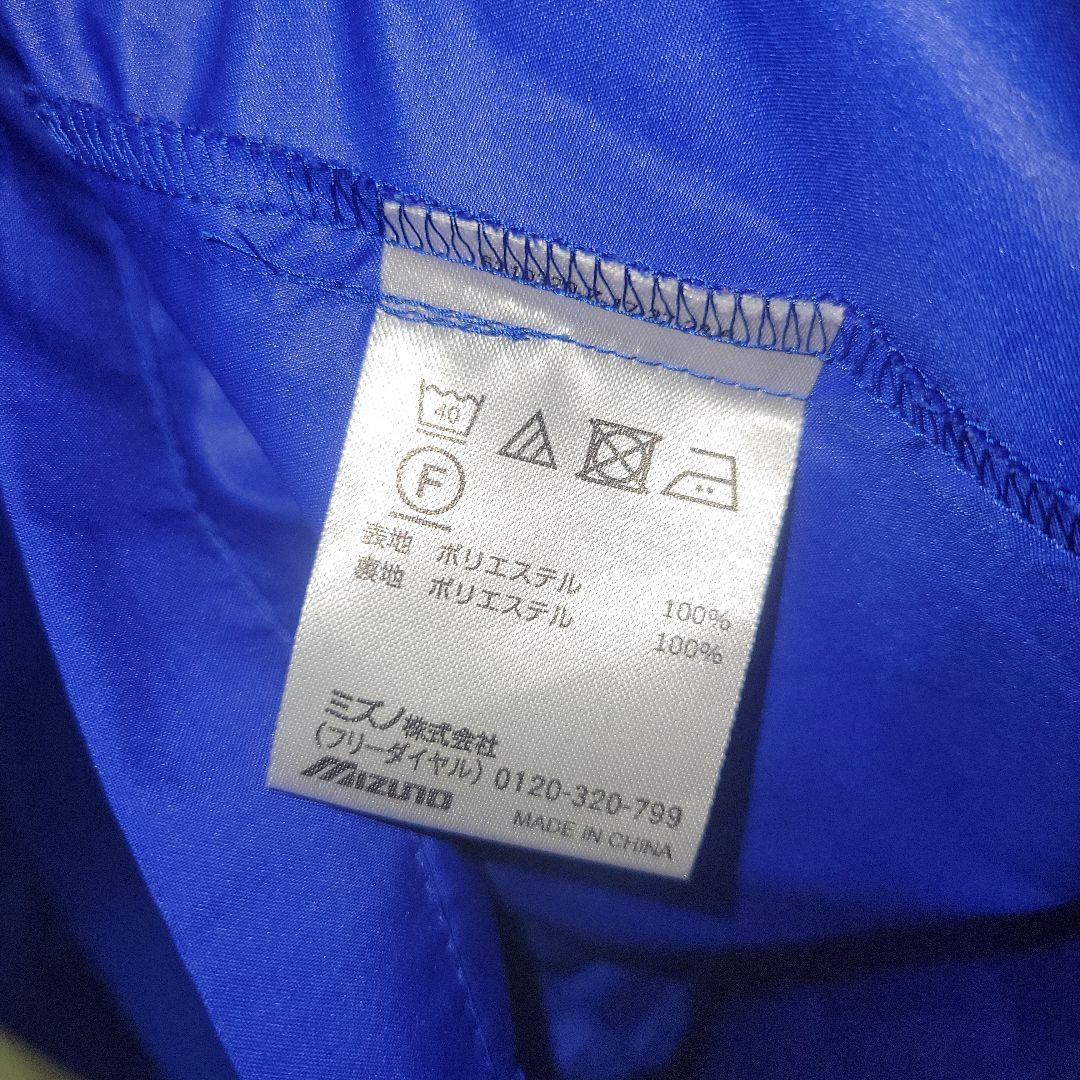 40
F
表地 ポリエステル 100%
裏地 ポリエステル 100%
ミズノ株式会社
(フリーダイヤル) 0120-320-799
MIZUNO
MADE IN CHINA